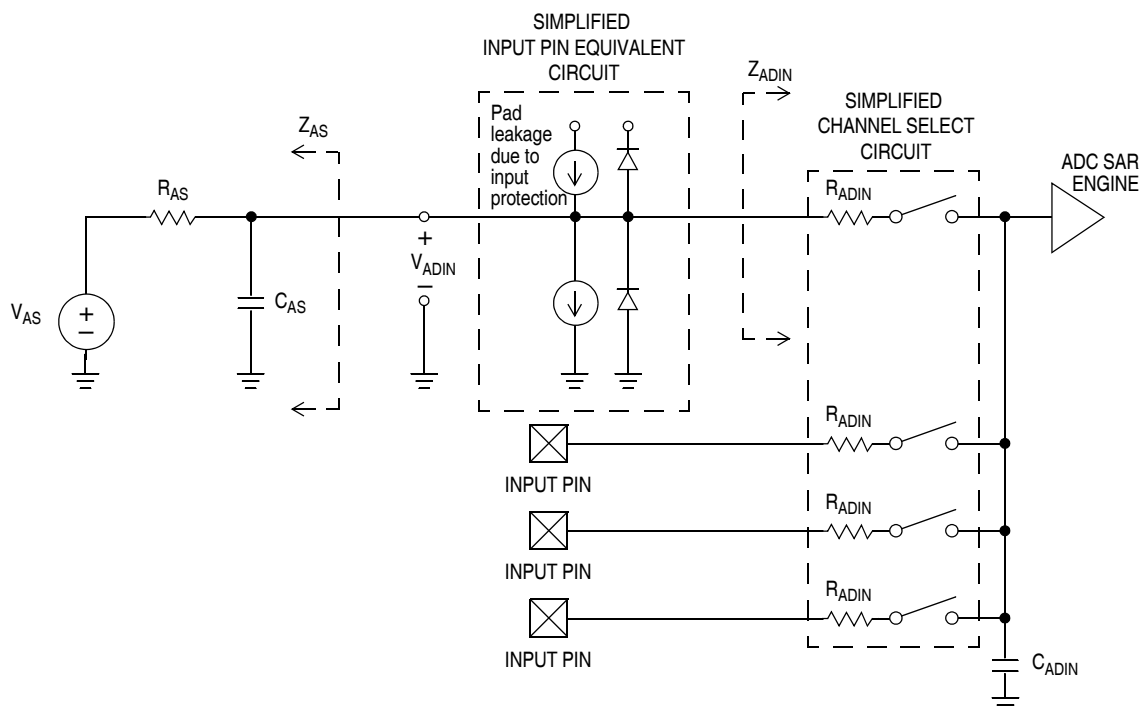 SIMPLIFIED
INPUT PIN EQUIVALENT
CIRCUIT
Pad
leakage
due to
input
protection
Z_ADIN
SIMPLIFIED
CHANNEL SELECT
CIRCUIT
ADC SAR
ENGINE
Z_AS
R_AS
R_ADIN
+
V_ADIN
–
V_AS
+
–
C_AS
R_ADIN
INPUT PIN
R_ADIN
INPUT PIN
R_ADIN
INPUT PIN
C_ADIN